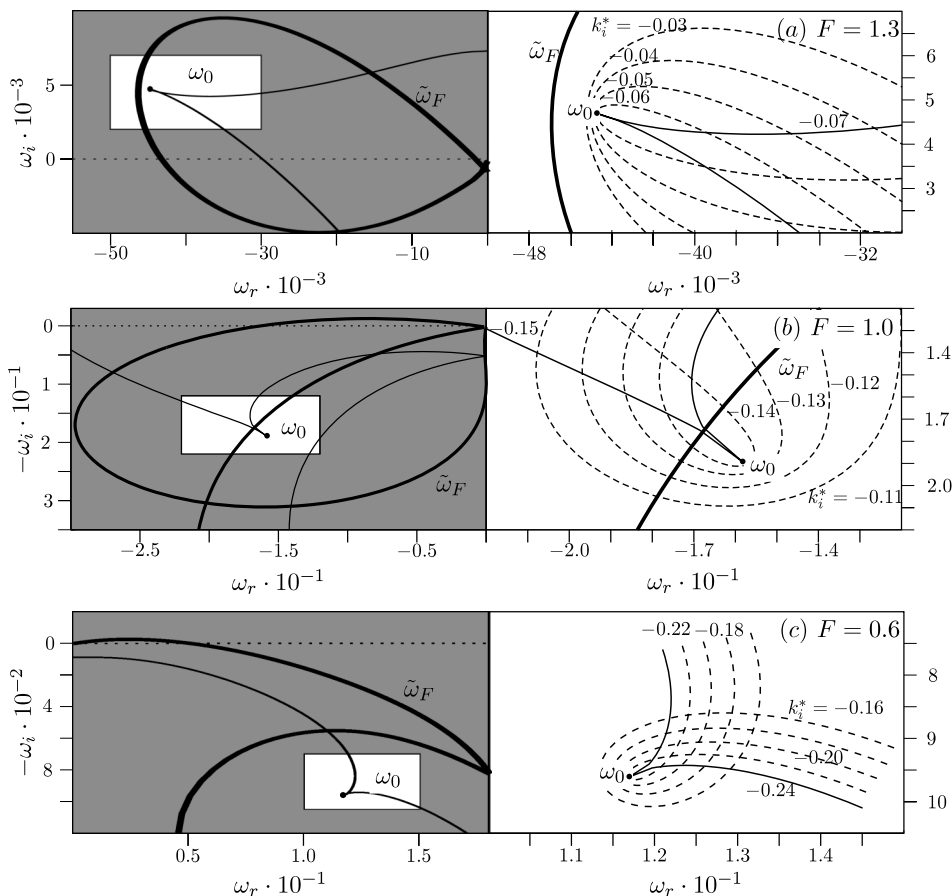 ω_i · 10^{-3}
5
0
ω_0
ω̃_F
−50
−30
−10
ω_r · 10^{-3}
(a) F = 1.3
k_i^* = −0.03
−0.04
−0.05
−0.06
−0.07
ω̃_F
ω_0
6
5
4
3
−48
−40
−32
ω_r · 10^{-3}
−ω_i · 10^{-1}
0
1
2
3
ω_0
ω̃_F
−2.5
−1.5
−0.5
ω_r · 10^{-1}
(b) F = 1.0
−0.15
ω̃_F
−0.12
−0.13
−0.14
ω_0
k_i^* = −0.11
1.4
1.7
2.0
−2.0
−1.7
−1.4
ω_r · 10^{-1}
−ω_i · 10^{-2}
0
4
8
ω̃_F
ω_0
0.5
1.0
1.5
ω_r · 10^{-1}
(c) F = 0.6
−0.22
−0.18
k_i^* = −0.16
−0.20
ω_0
−0.24
8
9
10
1.1
1.2
1.3
1.4
ω_r · 10^{-1}